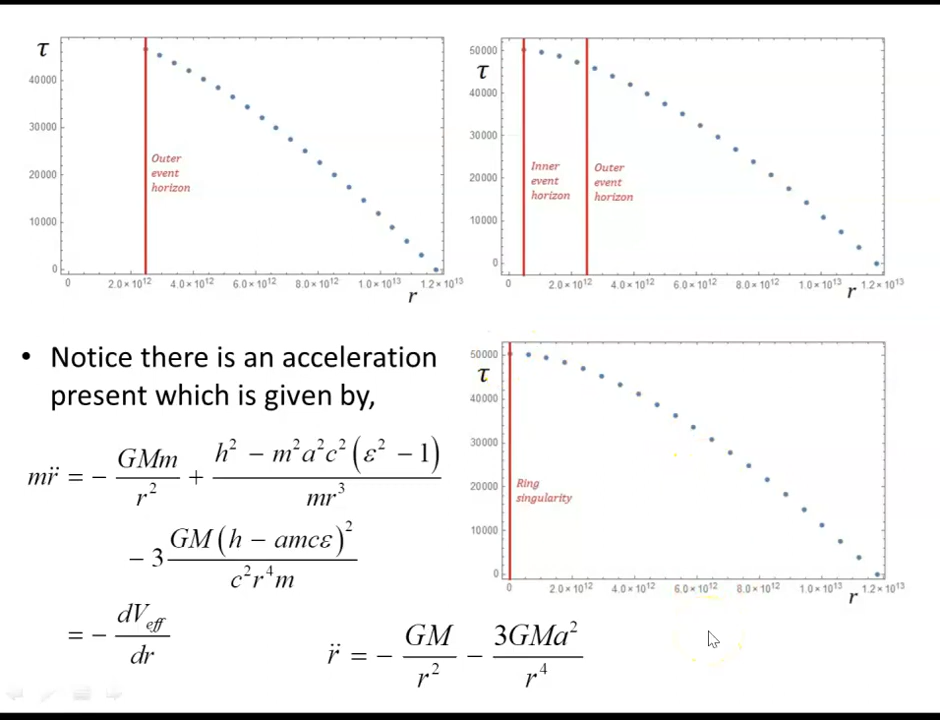 τ
40000
30000
20000
10000
0
Outer
event
horizon
0 2.0×10¹² 4.0×10¹² 6.0×10¹² 8.0×10¹² 1.0×10¹³ 1.2×10¹³
r
50000
τ
40000
30000
20000
10000
0
Inner
event
horizon
Outer
event
horizon
0 2.0×10¹² 4.0×10¹² 6.0×10¹² 8.0×10¹² 1.0×10¹³ 1.2×10¹³
r
• Notice there is an acceleration
present which is given by,
mr̈ = − GMm/r² + (h² − m²a²c²(ε² − 1))/(mr³)
− 3 GM(h − amcε)²/(c²r⁴m)
= − dV_eff/dr
r̈ = − GM/r² − 3GMa²/r⁴
50000
τ
40000
30000
20000
10000
0
Ring
singularity
0 2.0×10¹² 4.0×10¹² 6.0×10¹² 8.0×10¹² 1.0×10¹³ 1.2×10¹³
r